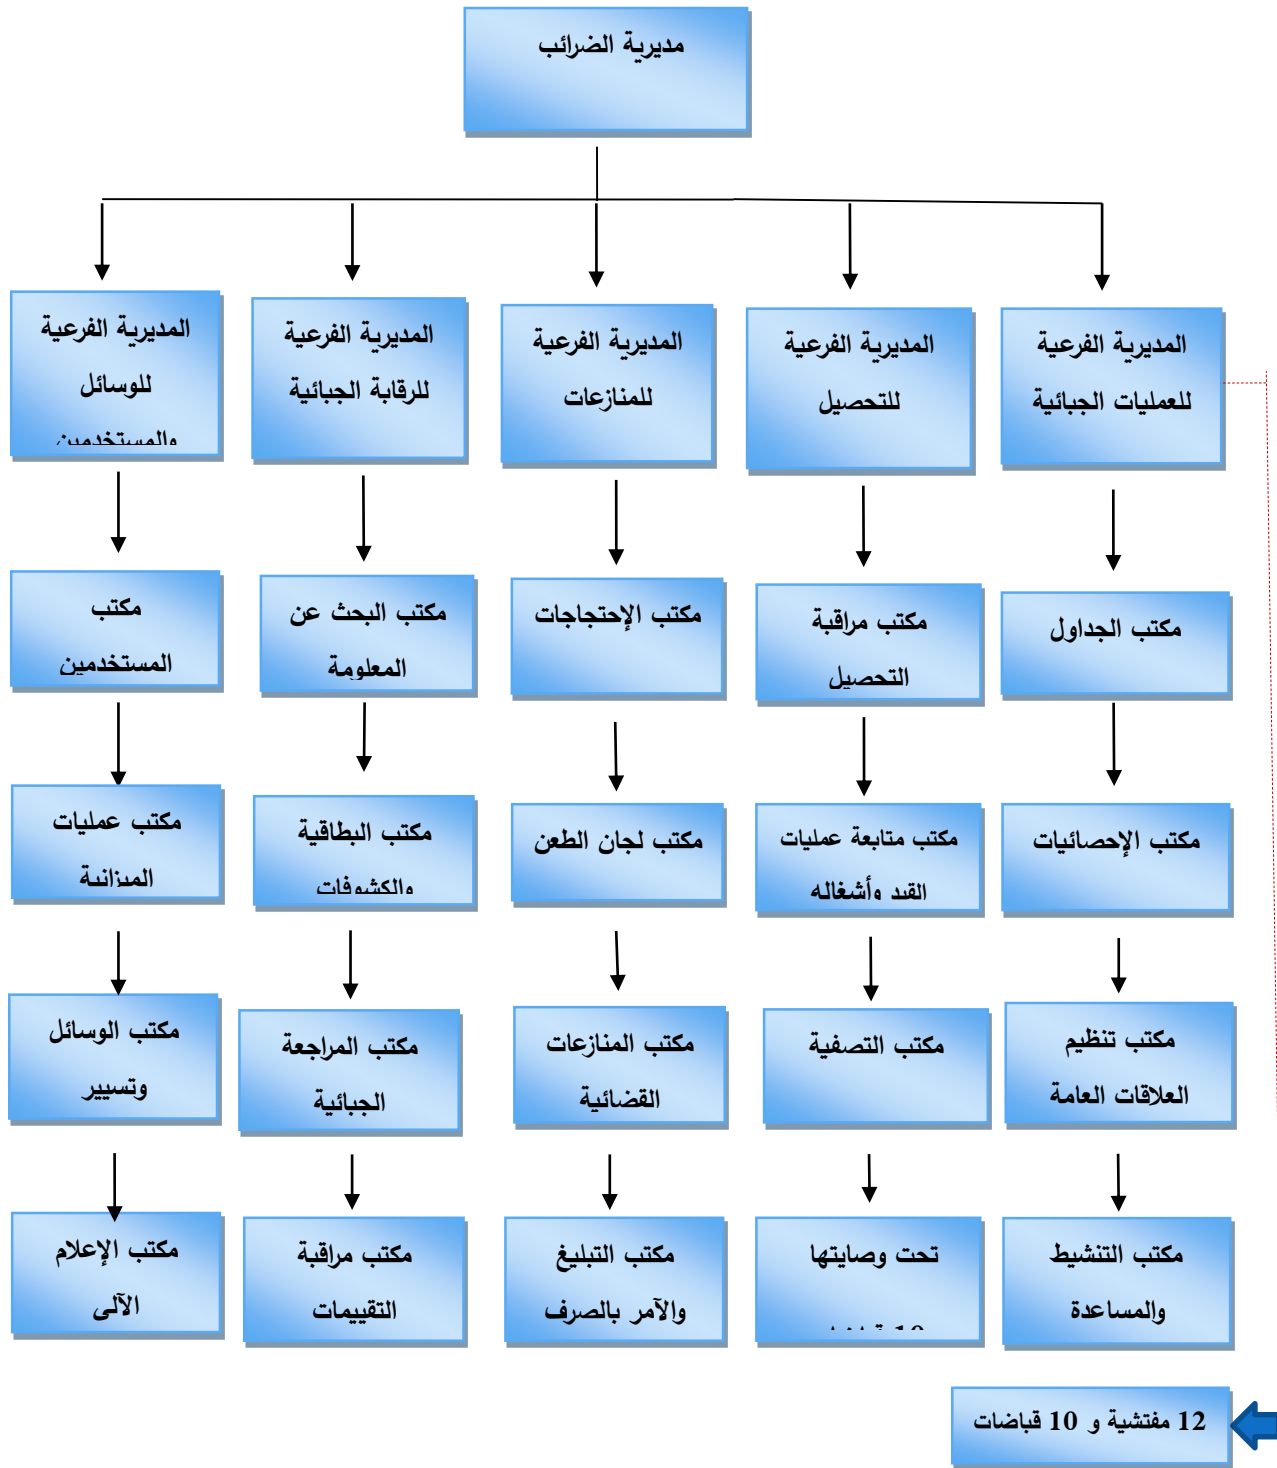 مديرية الضرائب
المديرية الفرعية
للعمليات الجبائية
المديرية الفرعية
للتحصيل
المديرية الفرعية
للمنازعات
المديرية الفرعية
للرقابة الجبائية
المديرية الفرعية
للوسائل
والمستخدمين
مكتب الجداول
مكتب مراقبة
التحصيل
مكتب الإحتجاجات
مكتب البحث عن
المعلومة
مكتب
المستخدمين
مكتب الإحصائيات
مكتب متابعة عمليات
القيد وأشغاله
مكتب لجان الطعن
مكتب البطاقية
والكشوفات
مكتب عمليات
الميزانية
مكتب تنظيم
العلاقات العامة
مكتب التصفية
مكتب المنازعات
القضائية
مكتب المراجعة
الجبائية
مكتب الوسائل
وتسيير
مكتب التنشيط
والمساعدة
تحت وصايتها
مكتب التبليغ
والآمر بالصرف
مكتب مراقبة
التقييمات
مكتب الإعلام
الآلي
12 مفتشية و 10 قباضات